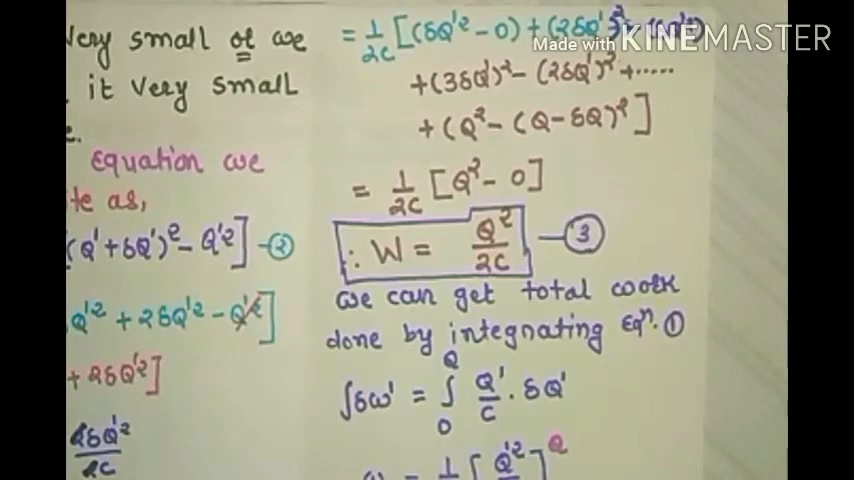 very small or we
it very small
Equation we
te as,
(Q' + δQ')² - Q'²] - ②
Q'² + 2δQ'² - Q'²]
+ 2δQ'²]
2δQ'²
2C
= 1/2C [(δQ'² - 0) + (2δQ')²
Made with KINEMASTER
+ (3δQ')² - (2δQ')² + .....
+ (Q² - (Q - δQ)²]
= 1/2C [Q² - 0]
∴ W = Q²/2C — ③
we can get total work
done by integrating Eqⁿ. ①
∫δω' = ∫₀^Q Q'/C . δQ'
= 1/ [Q'²/ ]^Q